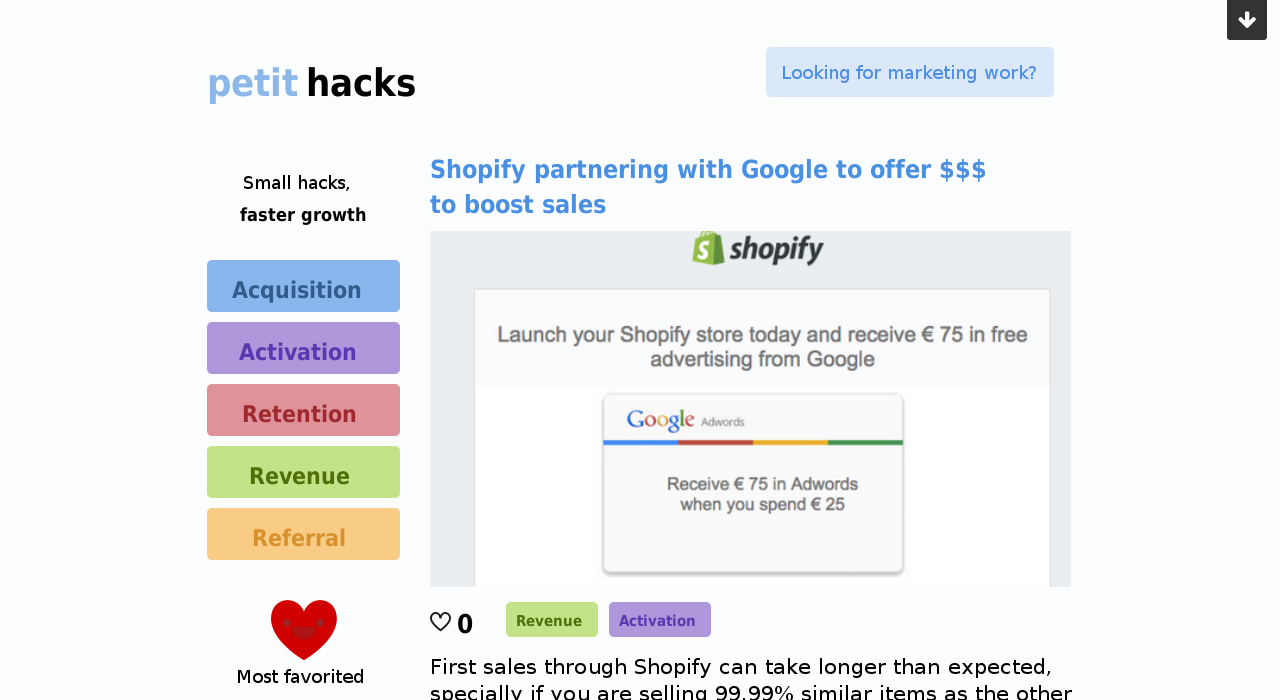 petit hacks
Looking for marketing work?
Small hacks,
faster growth
Acquisition
Activation
Retention
Revenue
Referral
Most favorited
Shopify partnering with Google to offer $$$
to boost sales
shopify
Launch your Shopify store today and receive € 75 in free
advertising from Google
Google Adwords
Receive € 75 in Adwords
when you spend € 25
0
Revenue
Activation
First sales through Shopify can take longer than expected,
specially if you are selling 99.99% similar items as the other